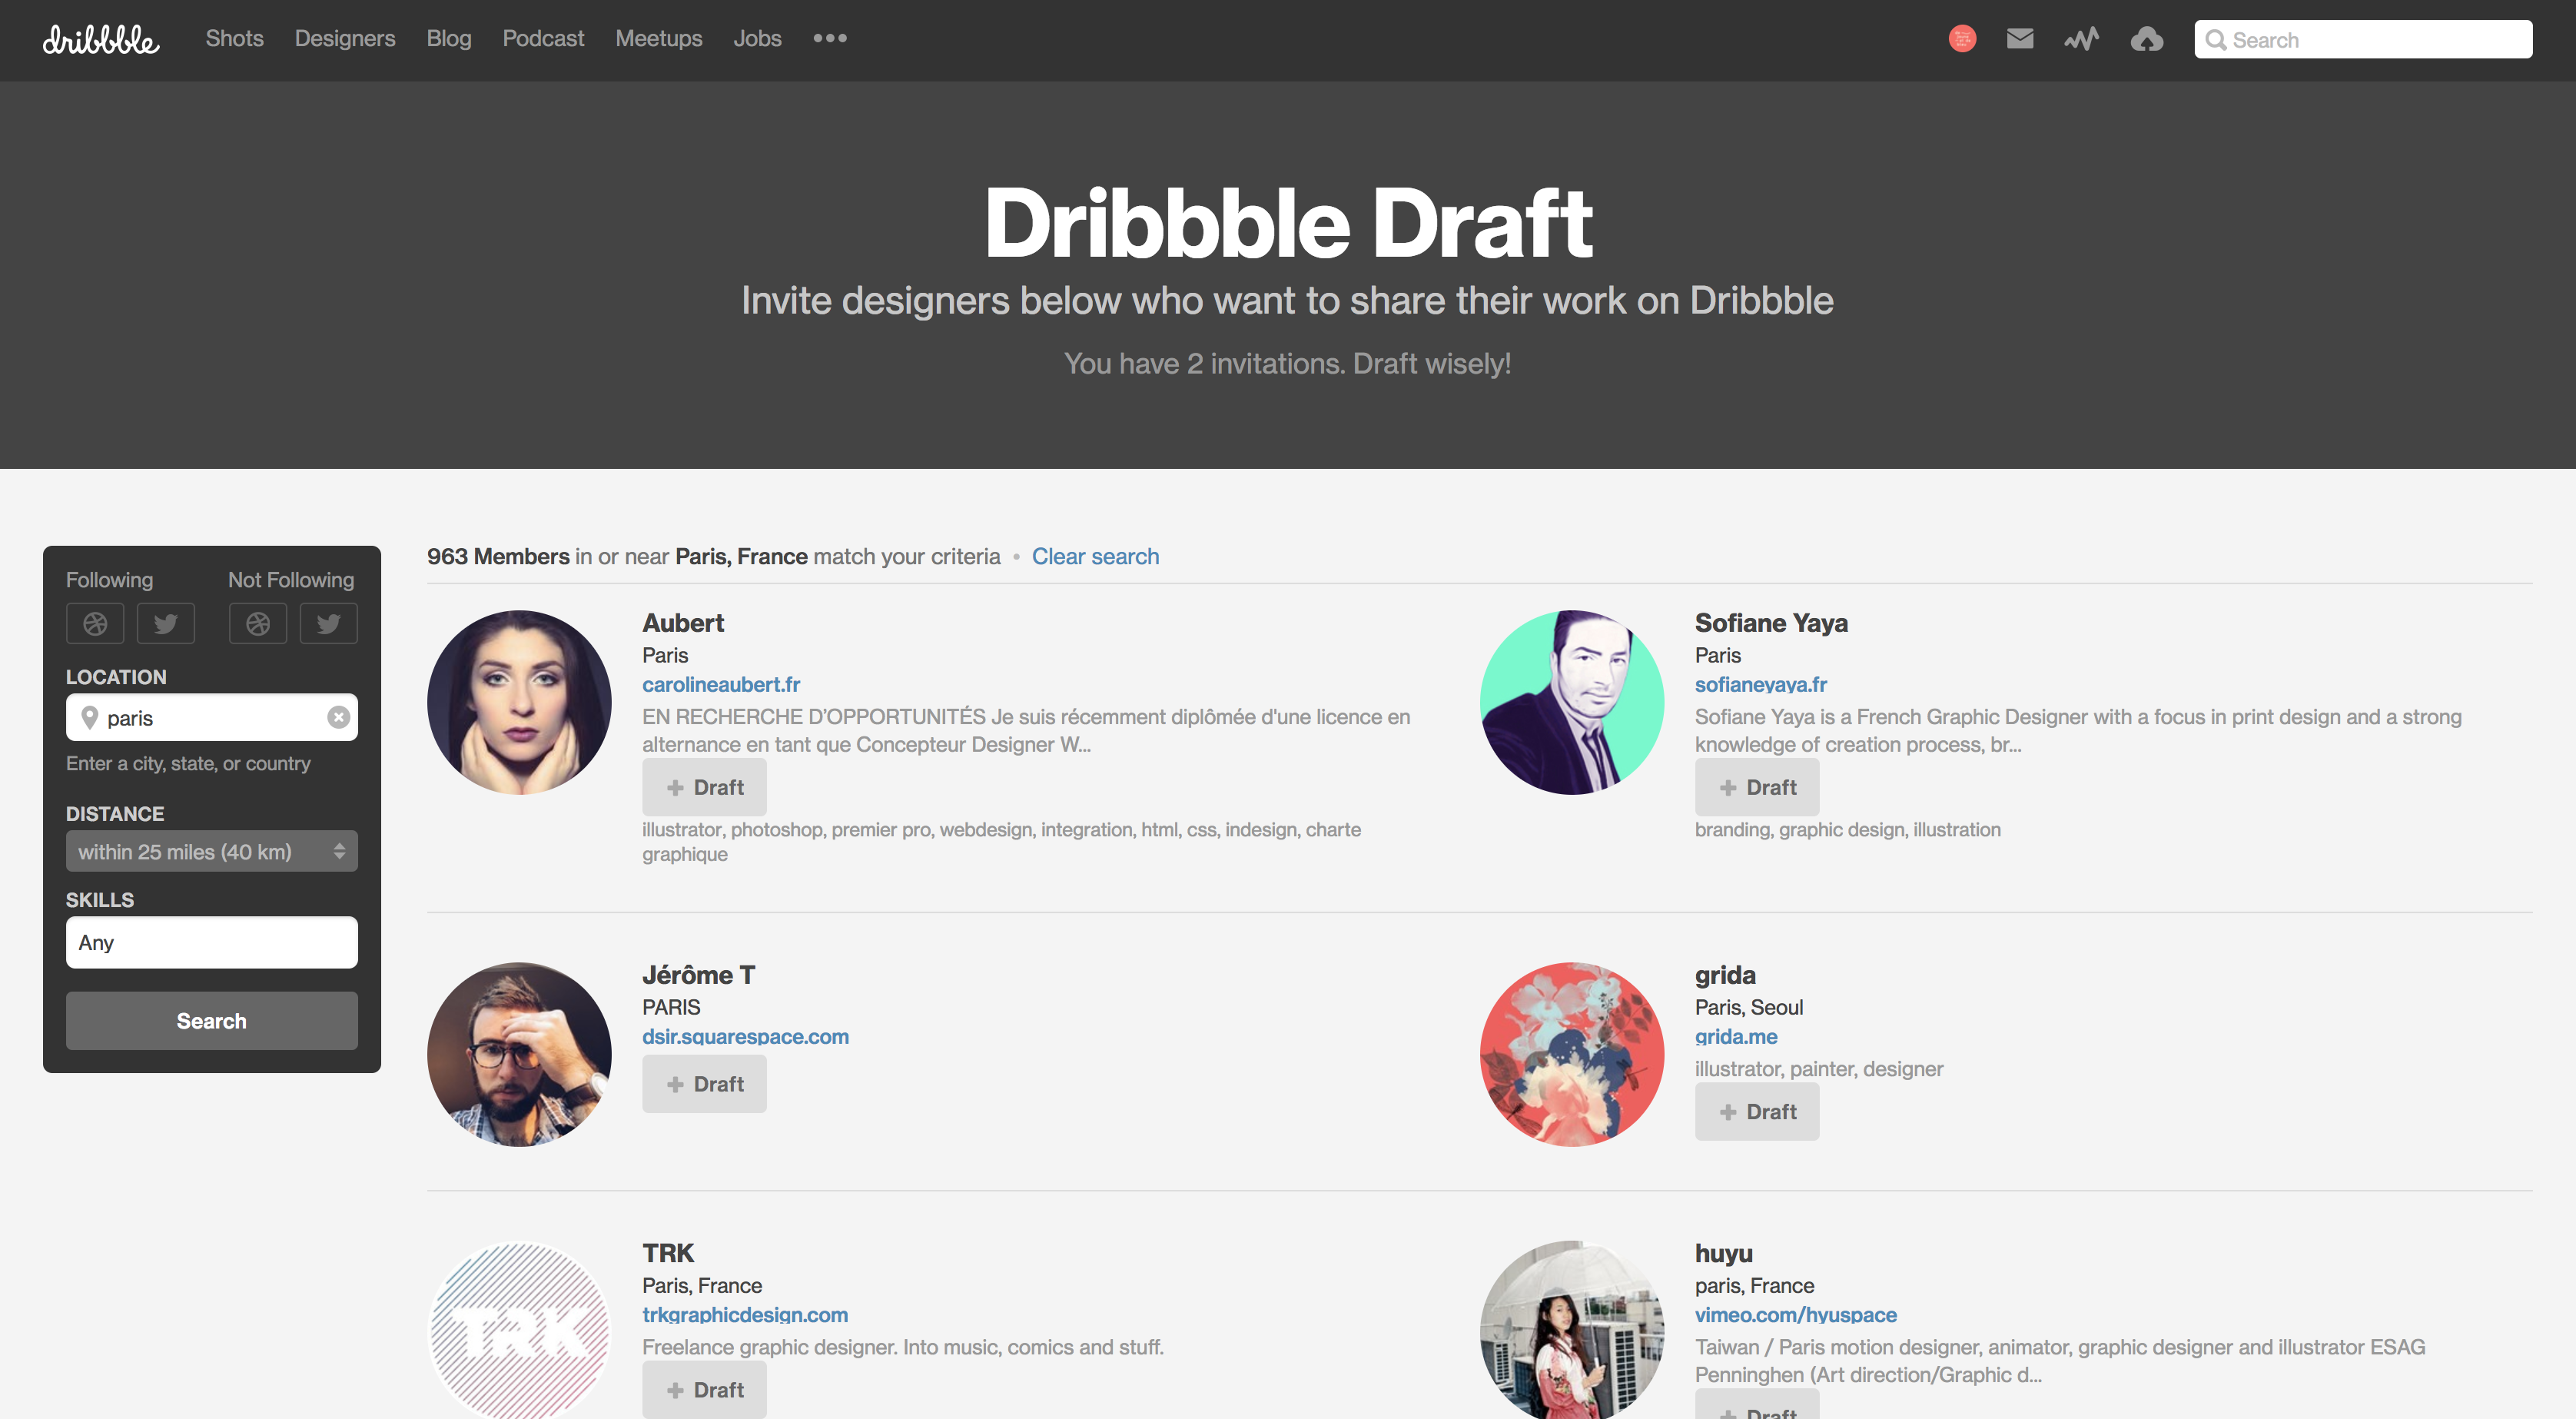 dribbble Shots Designers Blog Podcast Meetups Jobs Search
Dribbble Draft
Invite designers below who want to share their work on Dribbble
You have 2 invitations. Draft wisely!
Following Not Following
LOCATION
paris
Enter a city, state, or country
DISTANCE
within 25 miles (40 km)
SKILLS
Any
Search
963 Members in or near Paris, France match your criteria • Clear search
Aubert
Paris
carolineaubert.fr
EN RECHERCHE D'OPPORTUNITÉS Je suis récemment diplômée d'une licence en
alternance en tant que Concepteur Designer W...
+ Draft
illustrator, photoshop, premier pro, webdesign, integration, html, css, indesign, charte
graphique
Sofiane Yaya
Paris
sofianeyaya.fr
Sofiane Yaya is a French Graphic Designer with a focus in print design and a strong
knowledge of creation process, br...
+ Draft
branding, graphic design, illustration
Jérôme T
PARIS
dsir.squarespace.com
+ Draft
grida
Paris, Seoul
grida.me
illustrator, painter, designer
+ Draft
TRK
TRK
Paris, France
trkgraphicdesign.com
Freelance graphic designer. Into music, comics and stuff.
+ Draft
huyu
paris, France
vimeo.com/hyuspace
Taiwan / Paris motion designer, animator, graphic designer and illustrator ESAG
Penninghen (Art direction/Graphic d...
+ Draft